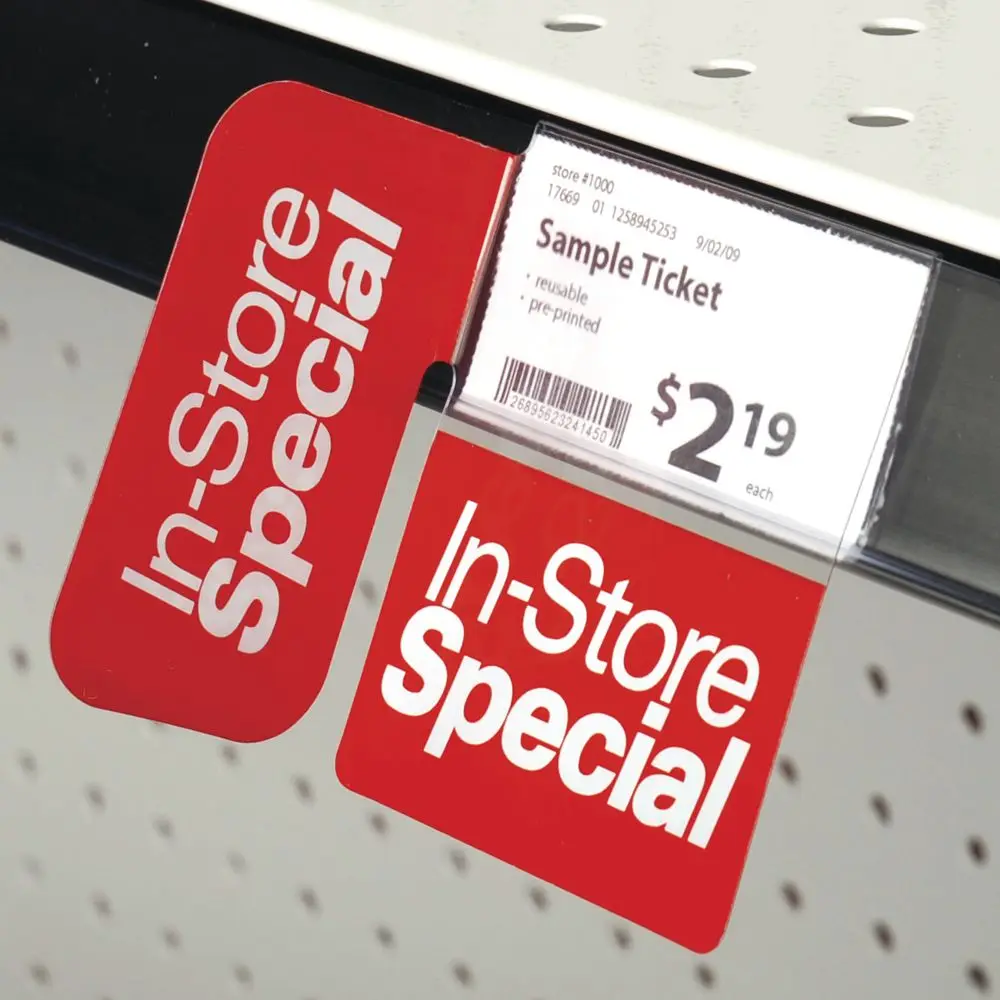 In-Store
Special
store #1000
17669 01 1258945253 9/02/09
Sample Ticket
· reusable
· pre-printed
26895623241450
$2 19
each
In-Store
Special